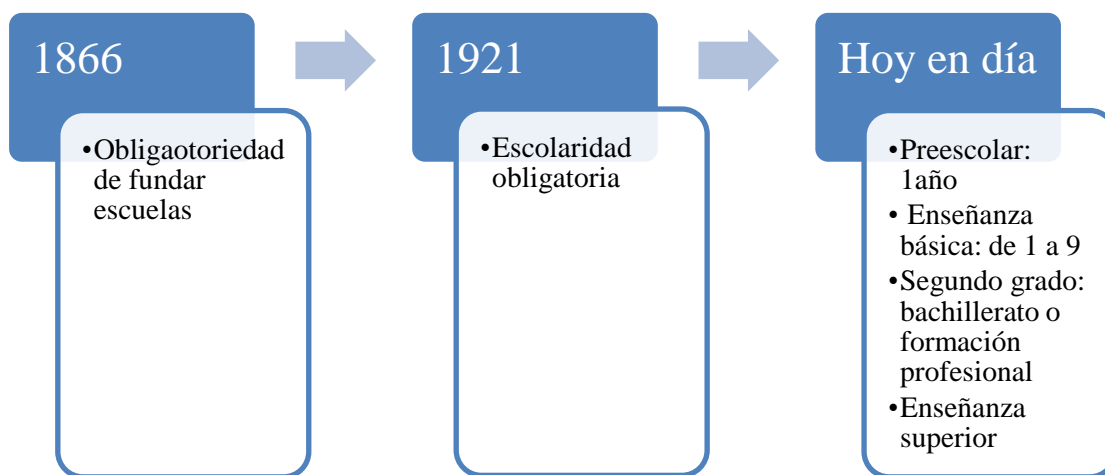 1866
•Obligaotoriedad
de fundar
escuelas
1921
•Escolaridad
obligatoria
Hoy en día
•Preescolar:
1año
• Enseñanza
básica: de 1 a 9
•Segundo grado:
bachillerato o
formación
profesional
•Enseñanza
superior